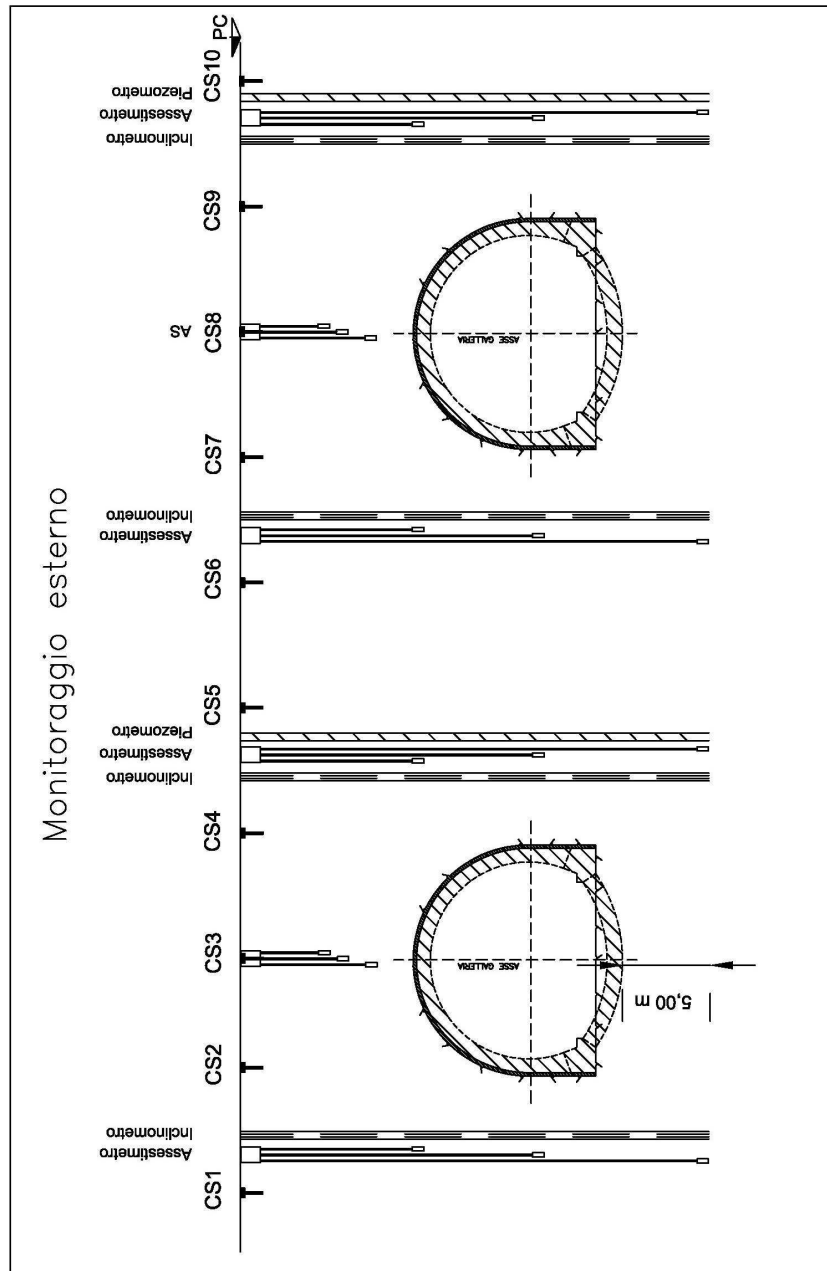 Monitoraggio esterno
PC
CS1
Assestimetro
Inclinometro
CS2
CS3
CS4
Inclinometro
Assestimetro
Piezometro
CS5
CS6
Assestimetro
Inclinometro
CS7
AS
CS8
CS9
Inclinometro
Assestimetro
Piezometro
CS10
ASSE GALLERIA
ASSE GALLERIA
5,00 m